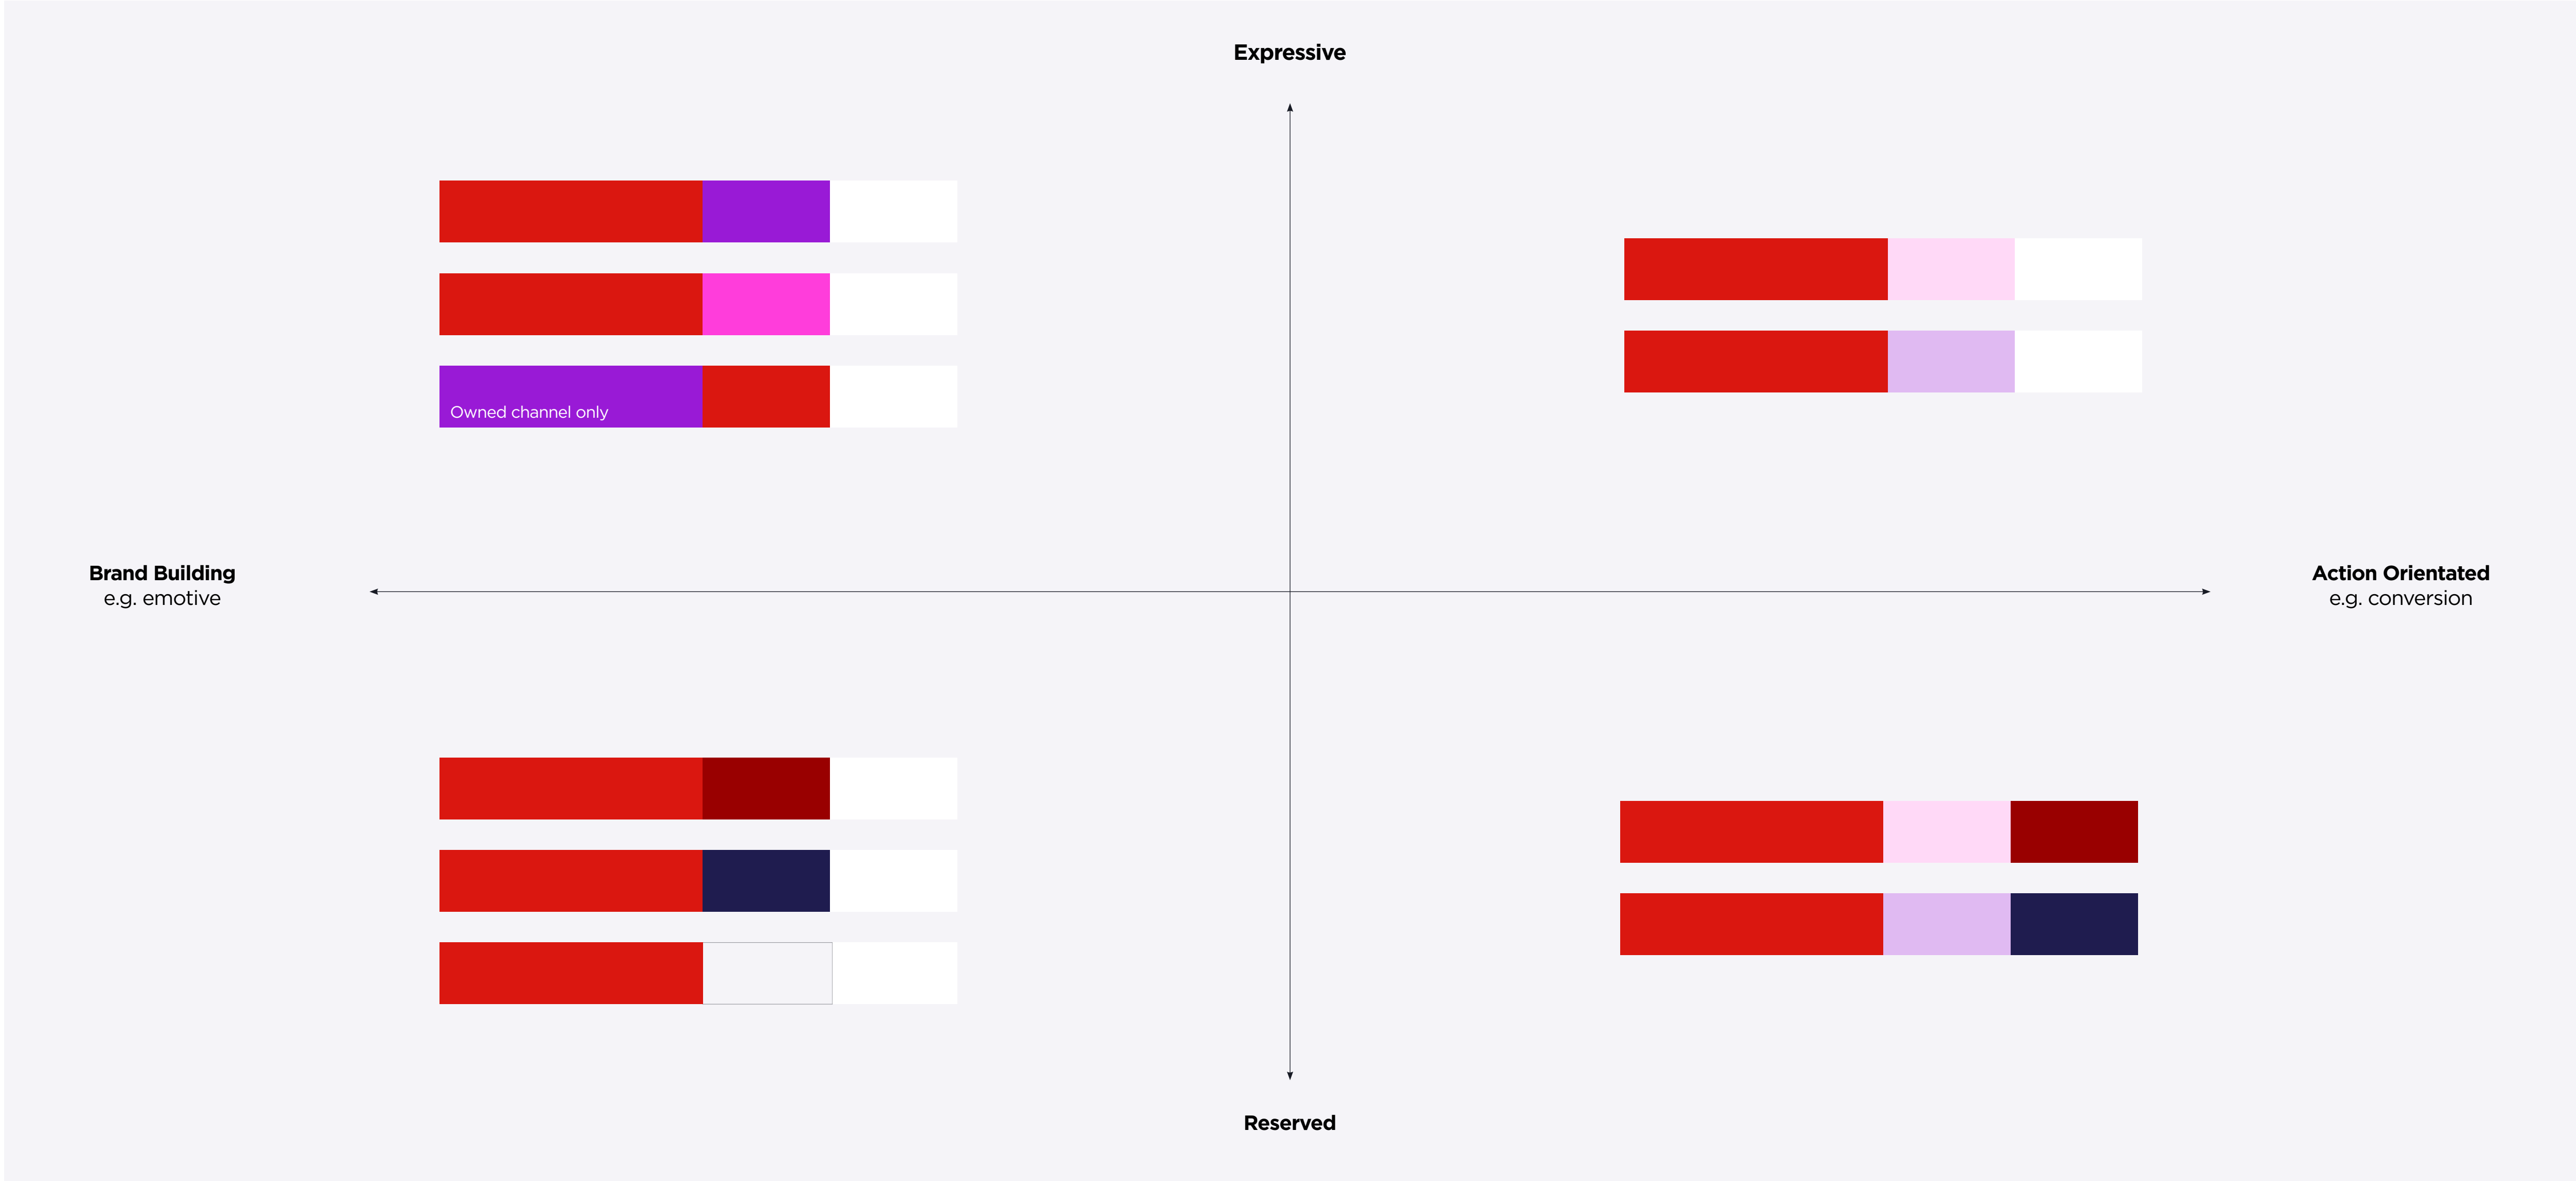 Expressive
Owned channel only
Brand Building
e.g. emotive
Action Orientated
e.g. conversion
Reserved